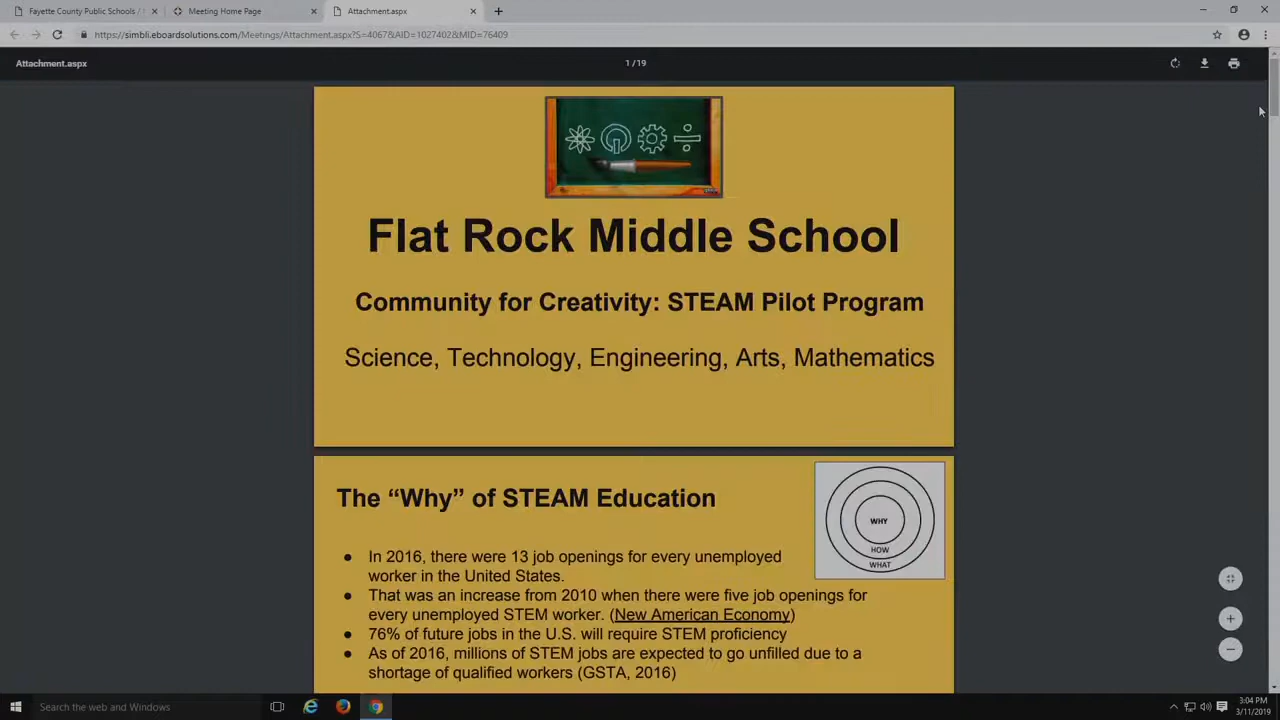 Fayette County Public Schools /
Meeting Home Page
Attachment.aspx
https://simbli.eboardsolutions.com/Meetings/Attachment.aspx?S=4067&AID=1027402&MID=76409
Attachment.aspx
1 / 19
Flat Rock Middle School
Community for Creativity: STEAM Pilot Program
Science, Technology, Engineering, Arts, Mathematics
The “Why” of STEAM Education
WHY
HOW
WHAT
● In 2016, there were 13 job openings for every unemployed
worker in the United States.
● That was an increase from 2010 when there were five job openings for
every unemployed STEM worker. (New American Economy)
● 76% of future jobs in the U.S. will require STEM proficiency
● As of 2016, millions of STEM jobs are expected to go unfilled due to a
shortage of qualified workers (GSTA, 2016)
Search the web and Windows
3:04 PM
3/11/2019